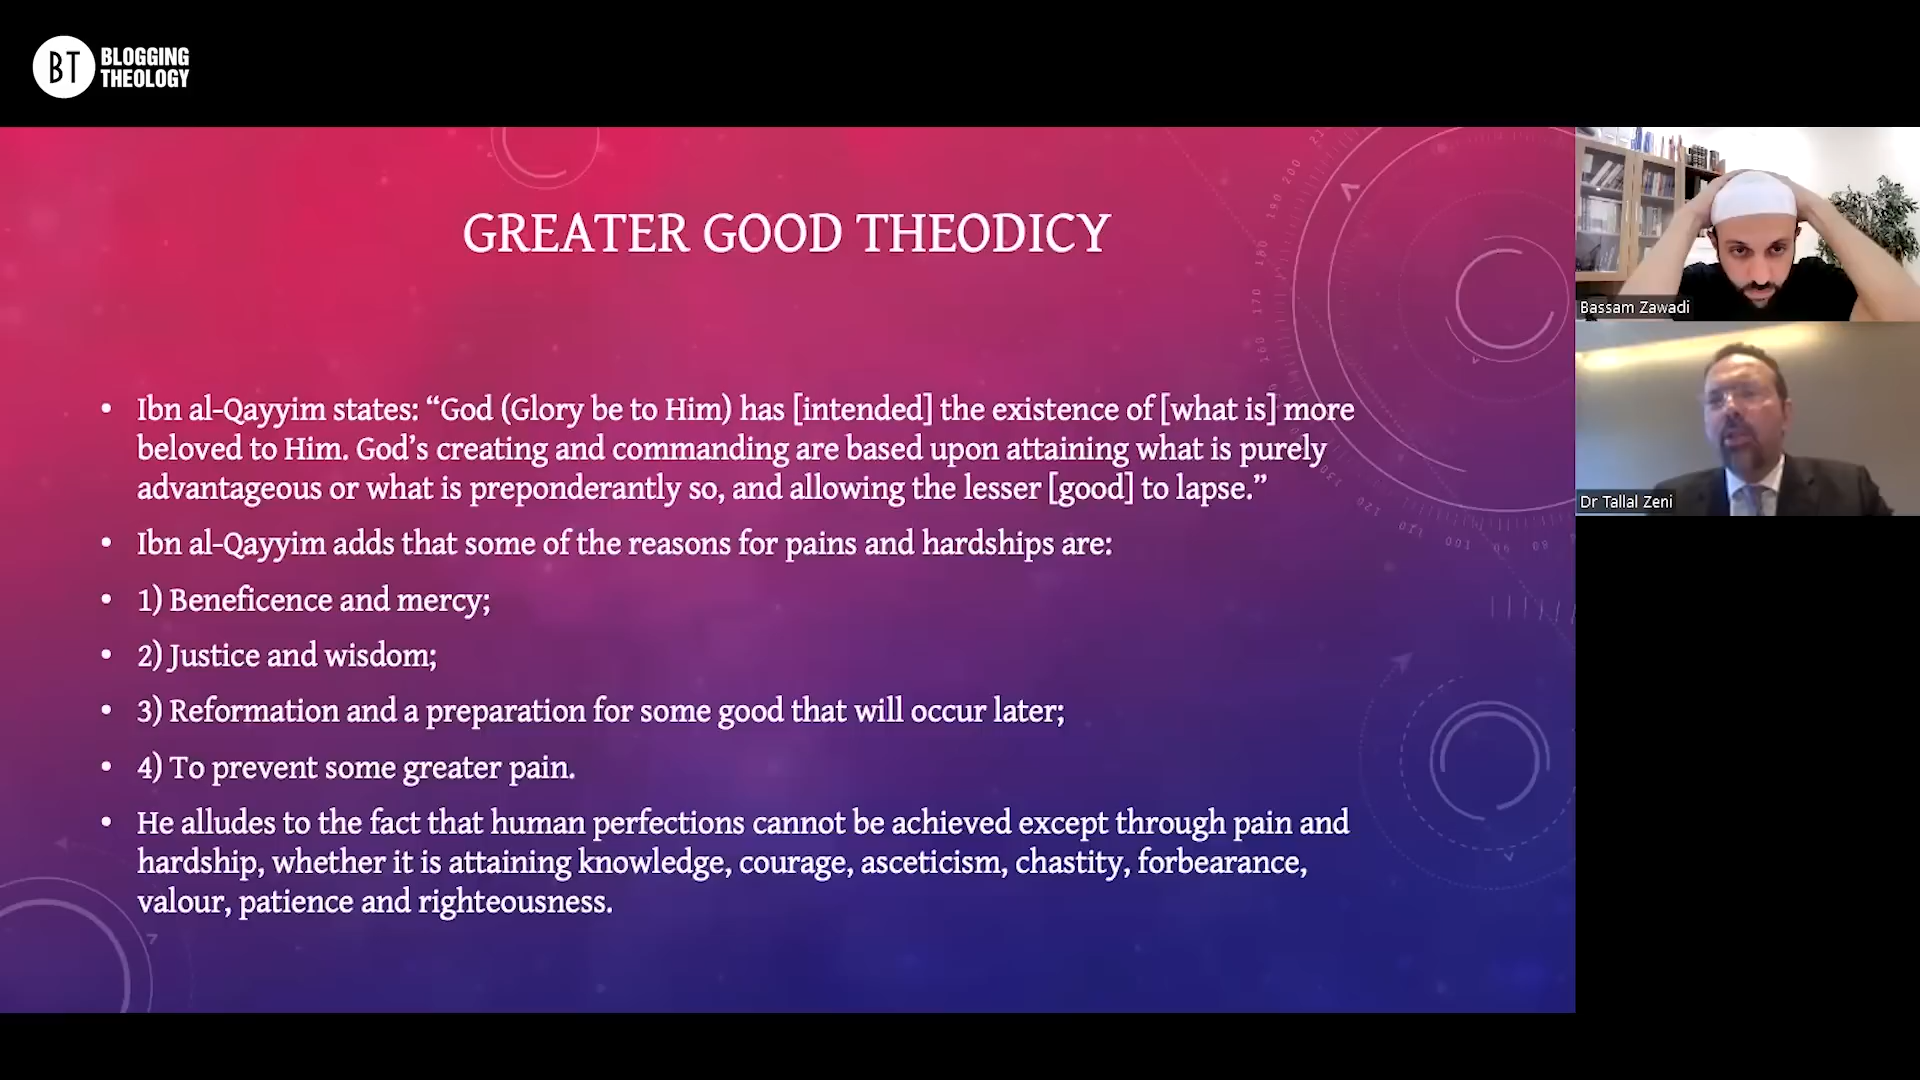 BT BLOGGING
THEOLOGY
GREATER GOOD THEODICY
• Ibn al-Qayyim states: “God (Glory be to Him) has [intended] the existence of [what is] more
beloved to Him. God’s creating and commanding are based upon attaining what is purely
advantageous or what is preponderantly so, and allowing the lesser [good] to lapse.”
• Ibn al-Qayyim adds that some of the reasons for pains and hardships are:
• 1) Beneficence and mercy;
• 2) Justice and wisdom;
• 3) Reformation and a preparation for some good that will occur later;
• 4) To prevent some greater pain.
• He alludes to the fact that human perfections cannot be achieved except through pain and
hardship, whether it is attaining knowledge, courage, asceticism, chastity, forbearance,
valour, patience and righteousness.
Bassam Zawadi
Dr Tallal Zeni